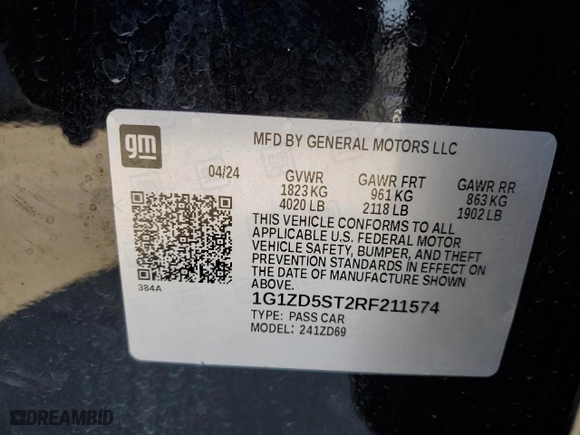 gm
MFD BY GENERAL MOTORS LLC
04/24
GVWR GAWR FRT GAWR RR
1823 KG 961 KG 863 KG
4020 LB 2118 LB 1902 LB
THIS VEHICLE CONFORMS TO ALL
APPLICABLE U.S. FEDERAL MOTOR
VEHICLE SAFETY, BUMPER, AND THEFT
PREVENTION STANDARDS IN EFFECT ON
THE DATE OF MANUFACTURE SHOWN
ABOVE.
384A
1G1ZD5ST2RF211574
TYPE: PASS CAR
MODEL: 241ZD69
DREAMBID